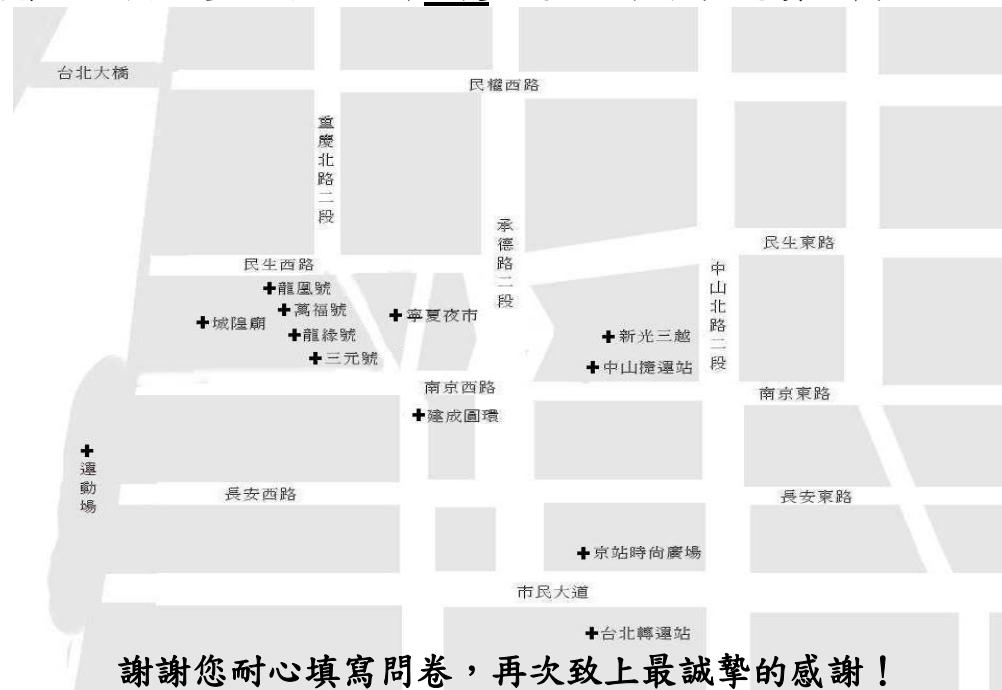 台北大橋
民權西路
重慶北路二段
承德路二段
民生東路
民生西路
中山北路二段
龍凰號
萬福號
寧夏夜市
城隍廟
龍緣號
新光三越
三元號
中山捷運站
南京西路
南京東路
建成圓環
運動場
長安西路
長安東路
京站時尚廣場
市民大道
台北轉運站
謝謝您耐心填寫問卷，再次致上最誠摯的感謝！